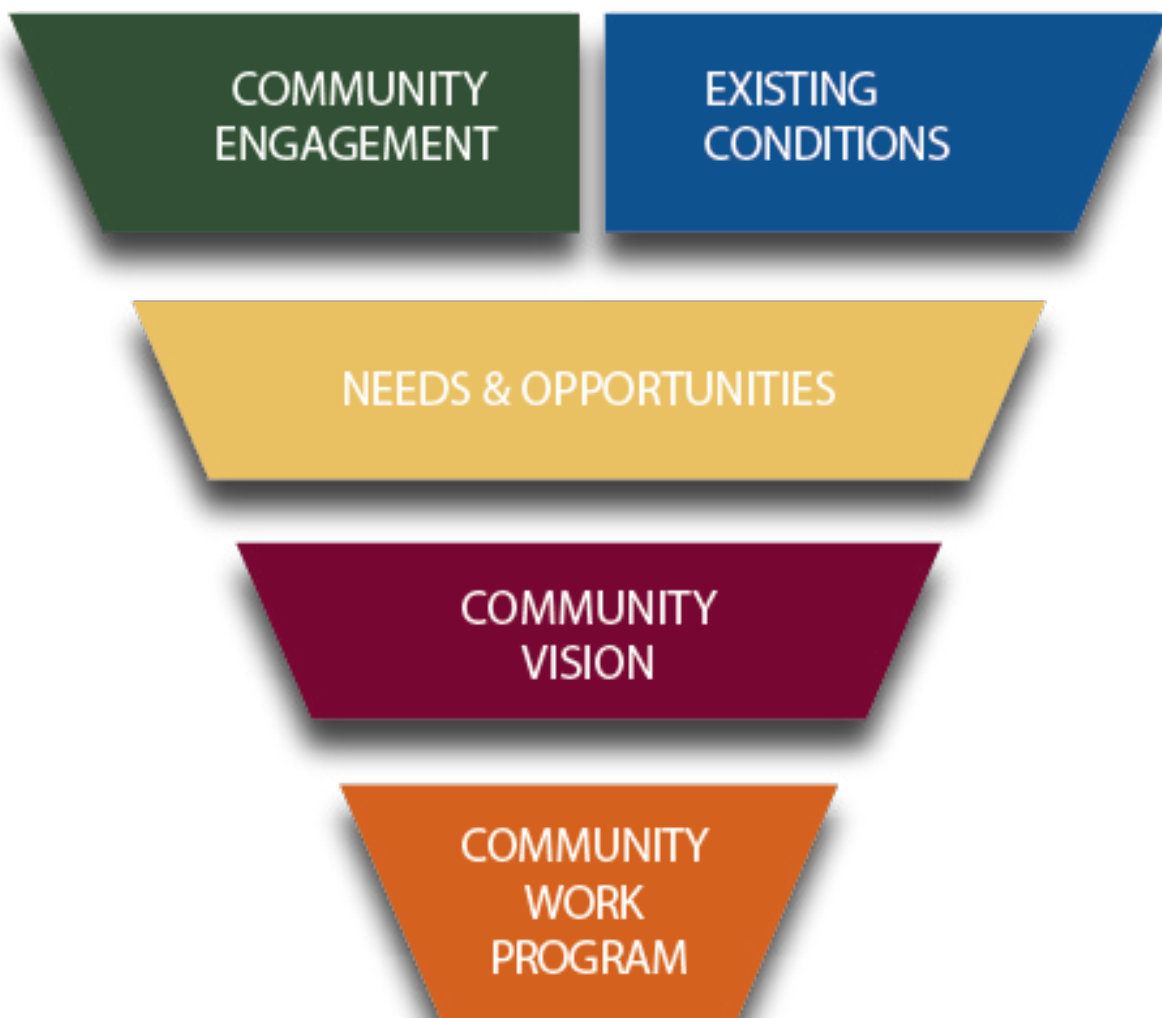 COMMUNITY
ENGAGEMENT
EXISTING
CONDITIONS
NEEDS & OPPORTUNITIES
COMMUNITY
VISION
COMMUNITY
WORK
PROGRAM